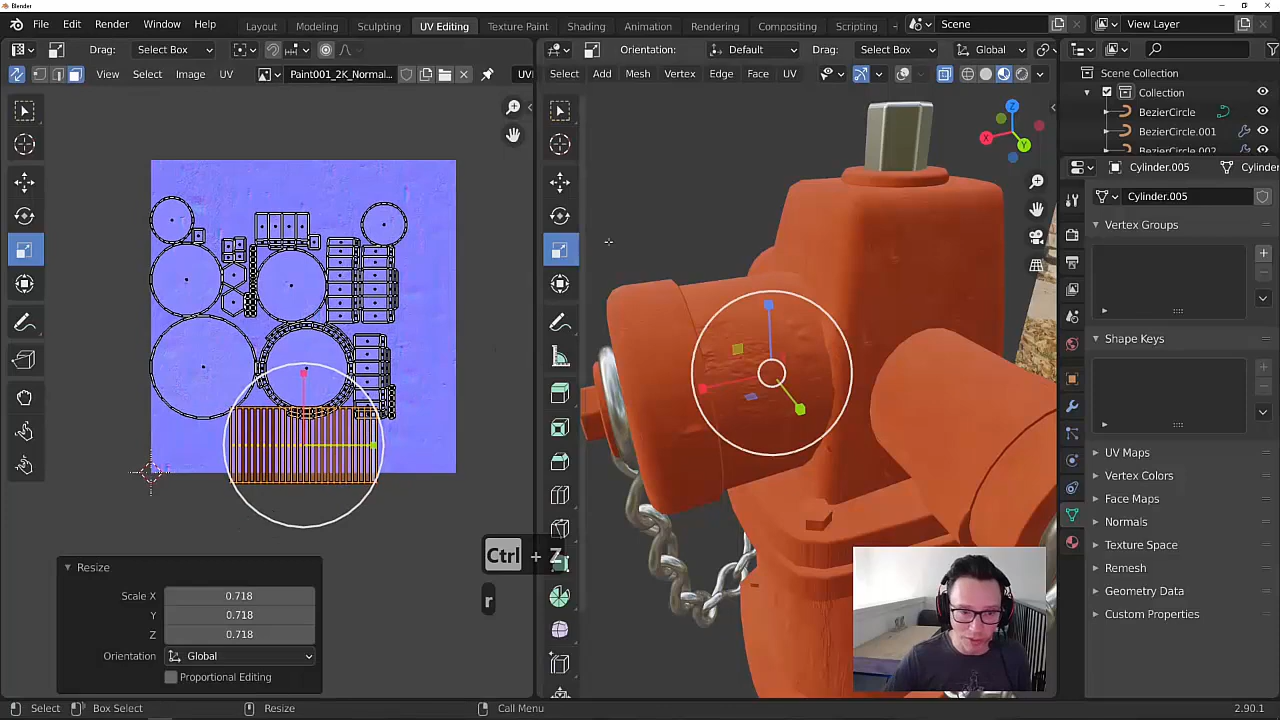 Blender
File Edit Render Window Help
Layout Modeling Sculpting UV Editing Texture Paint Shading Animation Rendering Compositing Scripting
Scene
View Layer
Drag: Select Box
Orientation: Default Drag: Select Box Global
View Select Image UV
Paint001_2K_Normal...
UV
Select Add Mesh Vertex Edge Face UV
Scene Collection
Collection
BezierCircle
BezierCircle.001
BezierCircle.002
Cylinder.005
Cylinder
Cylinder.005
Vertex Groups
Shape Keys
UV Maps
Vertex Colors
Face Maps
Normals
Texture Space
Remesh
Geometry Data
Custom Properties
Z
X
Y
Ctrl + Z
r
Resize
Scale X 0.718
Y 0.718
Z 0.718
Orientation Global
Proportional Editing
Select
Box Select
Resize
Call Menu
2.90.1